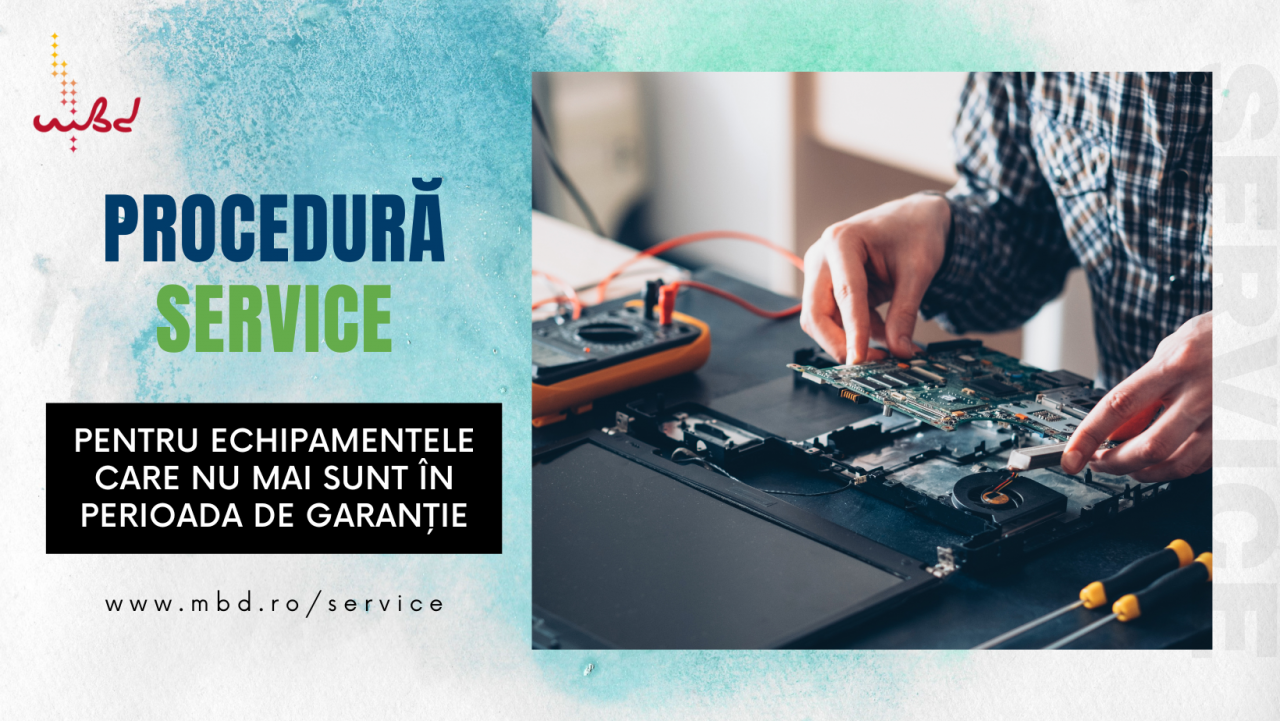 mbd
PROCEDURĂ
SERVICE
PENTRU ECHIPAMENTELE
CARE NU MAI SUNT ÎN
PERIOADA DE GARANȚIE
www.mbd.ro/service
SERVICE